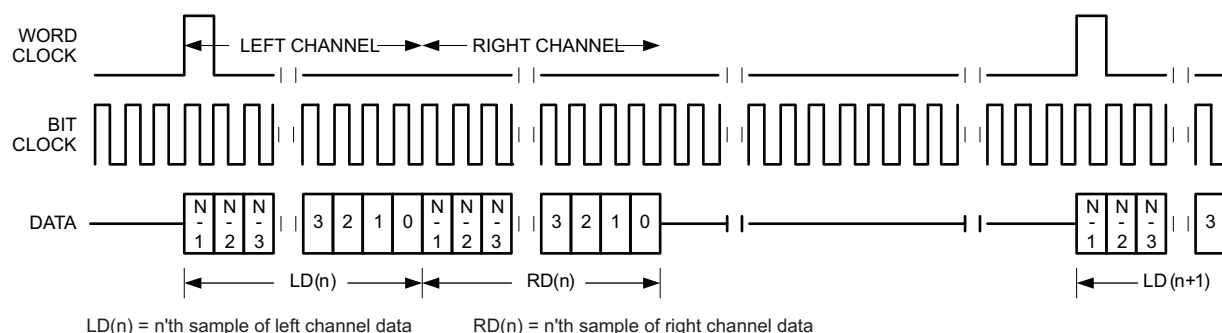 WORD
CLOCK
LEFT CHANNEL
RIGHT CHANNEL
BIT
CLOCK
DATA
N-1 N-2 N-3 3 2 1 0 N-1 N-2 N-3 3 2 1 0 N-1 N-2 N-3 3
LD(n) RD(n) LD(n+1)
LD(n) = n'th sample of left channel data RD(n) = n'th sample of right channel data